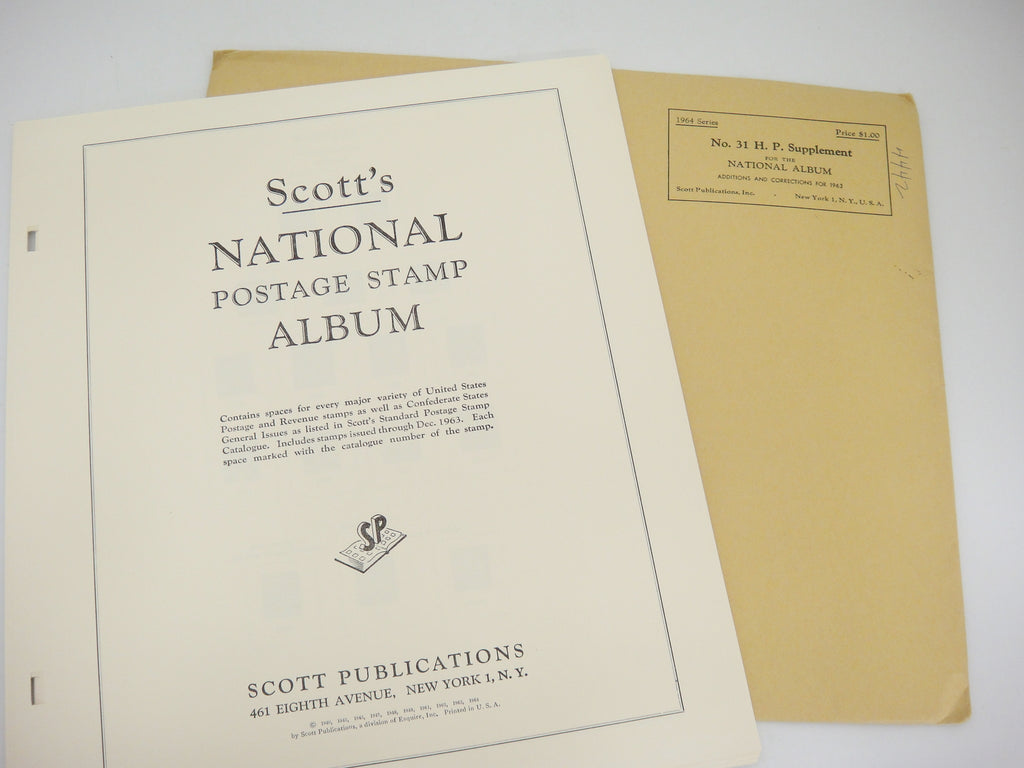 Scott's
NATIONAL
POSTAGE STAMP
ALBUM
Contains spaces for every major variety of United States
Postage and Revenue stamps as well as Confederate States
General Issues as listed in Scott's Standard Postage Stamp
Catalogue. Includes stamps issued through Dec. 1963. Each
space marked with the catalogue number of the stamp.
SP
SCOTT PUBLICATIONS
461 EIGHTH AVENUE, NEW YORK 1, N. Y.
by Scott Publications, a division of Esquire, Inc. Printed in U. S. A.
1964 Series
Price $1.00
No. 31 H. P. Supplement
FOR THE
NATIONAL ALBUM
ADDITIONS AND CORRECTIONS FOR 1963
Scott Publications, Inc. New York 1, N. Y., U. S. A.